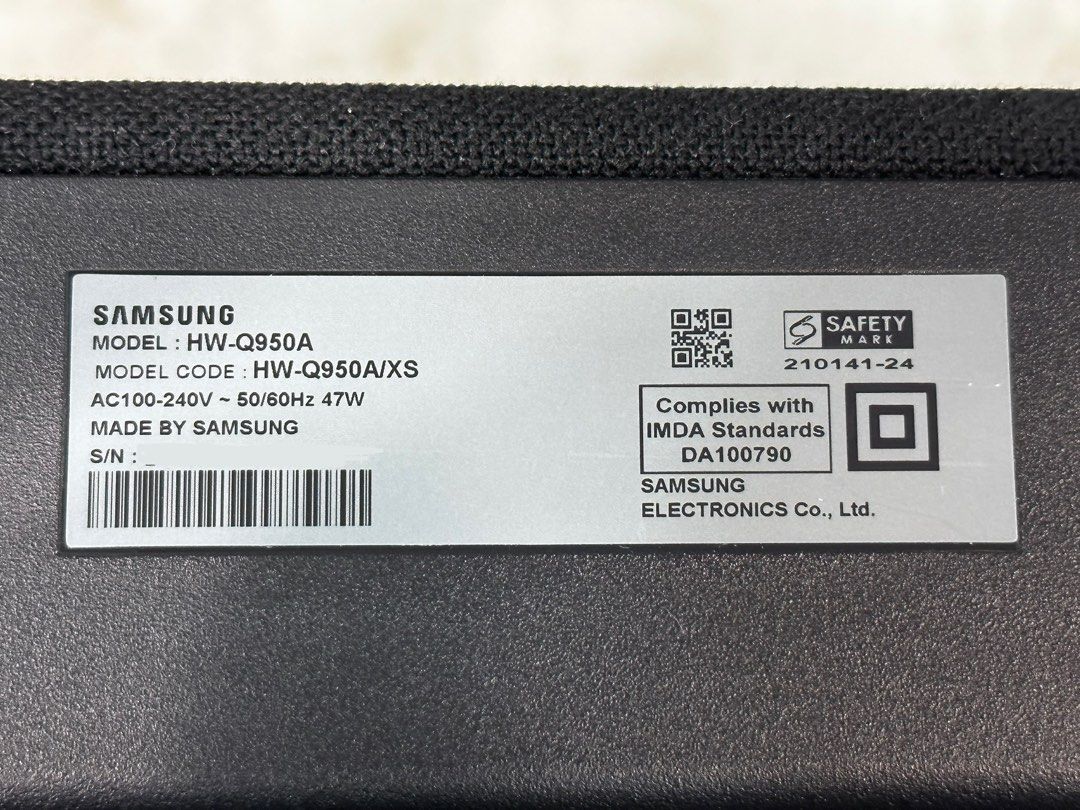 SAMSUNG
MODEL : HW-Q950A
MODEL CODE : HW-Q950A/XS
AC100-240V ~ 50/60Hz 47W
MADE BY SAMSUNG
S/N :
S SAFETY
MARK
210141-24
Complies with
IMDA Standards
DA100790
SAMSUNG
ELECTRONICS Co., Ltd.